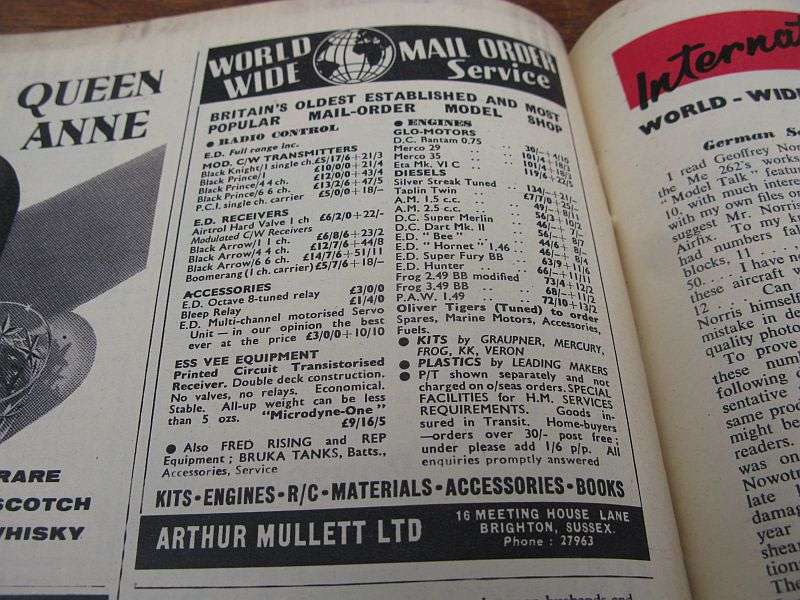 QUEEN
ANNE
RARE
SCOTCH
WHISKY
WORLD
WIDE
MAIL ORDER
Service
BRITAIN'S OLDEST ESTABLISHED AND MOST
POPULAR MAIL-ORDER MODEL SHOP
● RADIO CONTROL
E.D. Full range inc.
MOD. C/W TRANSMITTERS
Black Knight/1 single ch. £5/17/6+21/3
Black Prince/1 £10/0/0+21/4
Black Prince/4 4 ch. £12/0/0+43/4
Black Prince/6 6 ch. £13/2/6+47/5
P.C.1 single ch. carrier £5/0/0+18/-
E.D. RECEIVERS
Airtrol Hard Valve 1 ch £6/2/0+22/-
Modulated C/W Receivers
Black Arrow/1 1 ch. £6/8/6+23/2
Black Arrow/4 4 ch. £12/7/6+44/8
Black Arrow/6 6 ch. £14/7/6+51/11
Boomerang (1 ch. carrier) £5/7/6+18/-
ACCESSORIES
E.D. Octave 8-tuned relay £3/0/0
Bleep Relay £1/4/0
E.D. Multi-channel motorised Servo
Unit — in our opinion the best
ever at the price £3/0/0+10/10
ESS VEE EQUIPMENT
Printed Circuit Transistorised
Receiver. Double deck construction.
No valves, no relays. Economical.
Stable. All-up weight can be less
than 5 ozs. "Microdyne-One"
£9/16/5
● Also FRED RISING and REP
Equipment; BRUKA TANKS, Batts.,
Accessories, Service
● ENGINES
GLO-MOTORS
D.C. Bantam 0.75
Merco 29
Merco 35
Eta Mk. VI C
DIESELS
Silver Streak Tuned
Taplin Twin
A.M. 1.5 c.c.
A.M. 2.5 c.c.
D.C. Super Merlin
D.C. Dart Mk. II
E.D. "Bee"
E.D. "Hornet" 1.46
E.D. Super Fury BB
E.D. Hunter
Frog 2.49 BB modified
Frog 3.49 BB 73/4+12/2
P.A.W. 1.49
Oliver Tigers (Tuned) to order
Spares, Marine Motors, Accessories,
Fuels.
● KITS by GRAUPNER, MERCURY,
FROG, KK, VERON
● PLASTICS by LEADING MAKERS
● P/T shown separately and not
charged on o/seas orders. SPECIAL
FACILITIES for H.M. SERVICES
REQUIREMENTS. Goods in-
sured in Transit. Home-buyers
—orders over 30/- post free;
under please add 1/6 p/p. All
enquiries promptly answered
KITS-ENGINES-R/C-MATERIALS-ACCESSORIES-BOOKS
ARTHUR MULLETT LTD
16 MEETING HOUSE LANE
BRIGHTON, SUSSEX.
Phone : 27963
WORLD-WIDE
German
I read Geoffrey
the Me 262's works
"Model Talk"
10, with much
with my own files
suggest Mr. Norris
Airfix. To my
had numbers
blocks, 11
50. . . . I have
these aircraft
12 . . . Can
Norris himself
mistake in
quality
To prove
these
following
sentative
same
might be
readers.
was on
late
year